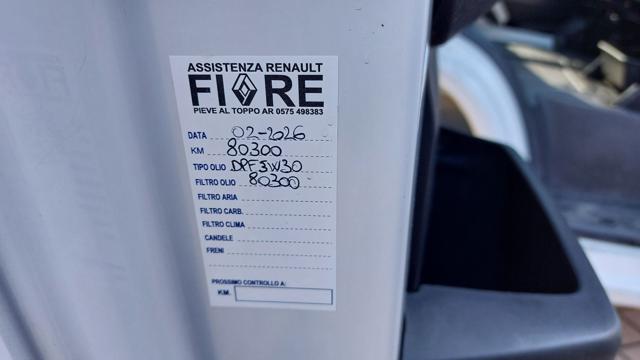 ASSISTENZA RENAULT
FIORE
PIEVE AL TOPPO AR 0575 498383
DATA 02-2026
KM 80300
TIPO OLIO DPF 5W30
FILTRO OLIO 80300
FILTRO ARIA
FILTRO CARB.
FILTRO CLIMA
CANDELE
FRENI
PROSSIMO CONTROLLO A:
KM.